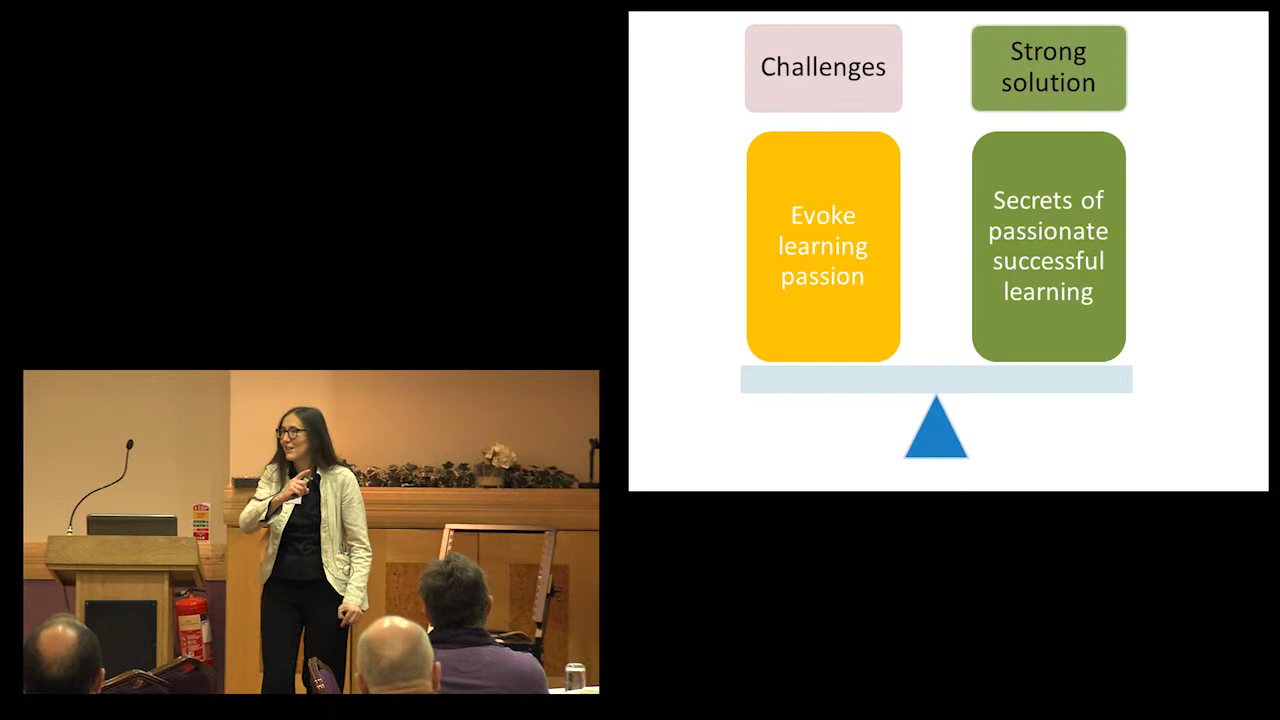 Challenges
Strong
solution
Evoke
learning
passion
Secrets of
passionate
successful
learning